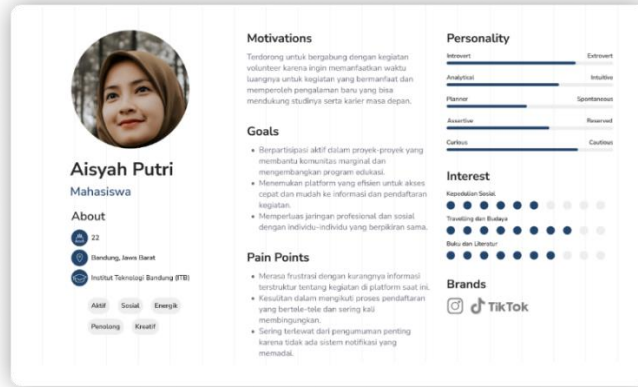 Aisyah Putri
Mahasiswa
About
22
Bandung, Jawa Barat
Institut Teknologi Bandung (ITB)
Aktif Sosial Energik
Penolong Kreatif
Motivations
Terdorong untuk bergabung dengan kegiatan
volunteer karena ingin memanfaatkan waktu
luangnya untuk kegiatan yang bermanfaat dan
memperoleh pengalaman baru yang bisa
mendukung studinya serta karier masa depan.
Goals
• Berpartisipasi aktif dalam proyek-proyek yang
membantu komunitas marginal dan
mengembangkan program edukasi.
• Menemukan platform yang efisien untuk akses
cepat dan mudah ke informasi dan pendaftaran
kegiatan.
• Memperluas jaringan profesional dan sosial
dengan individu-individu yang berpikiran sama.
Pain Points
• Merasa frustrasi dengan kurangnya informasi
terstruktur tentang kegiatan di platform saat ini.
• Kesulitan dalam mengikuti proses pendaftaran
yang bertele-tele dan sering kali
membingungkan.
• Sering terlewat dari pengumuman penting
karena tidak ada sistem notifikasi yang
memadai.
Personality
Introvert Extrovert
Analytical Intuitive
Planner Spontaneous
Assertive Reserved
Curious Cautious
Interest
Kepedulian Sosial
Travelling dan Budaya
Buku dan Literatur
Brands
TikTok